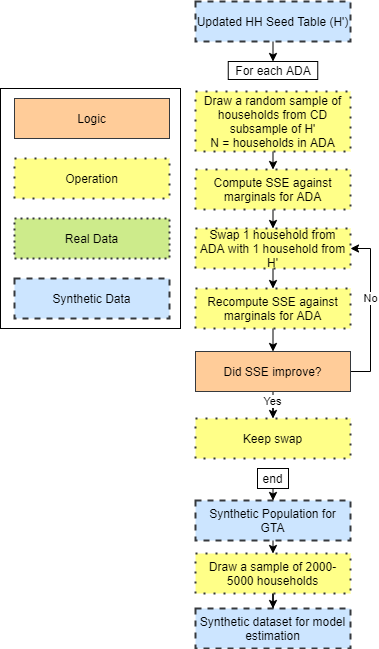 Updated HH Seed Table (H')
For each ADA
Draw a random sample of
households from CD
subsample of H'
N = households in ADA
Logic
Operation
Real Data
Synthetic Data
Compute SSE against
marginals for ADA
Swap 1 household from
ADA with 1 household from
H'
Recompute SSE against
marginals for ADA
No
Did SSE improve?
Yes
Keep swap
end
Synthetic Population for
GTA
Draw a sample of 2000-
5000 households
Synthetic dataset for model
estimation